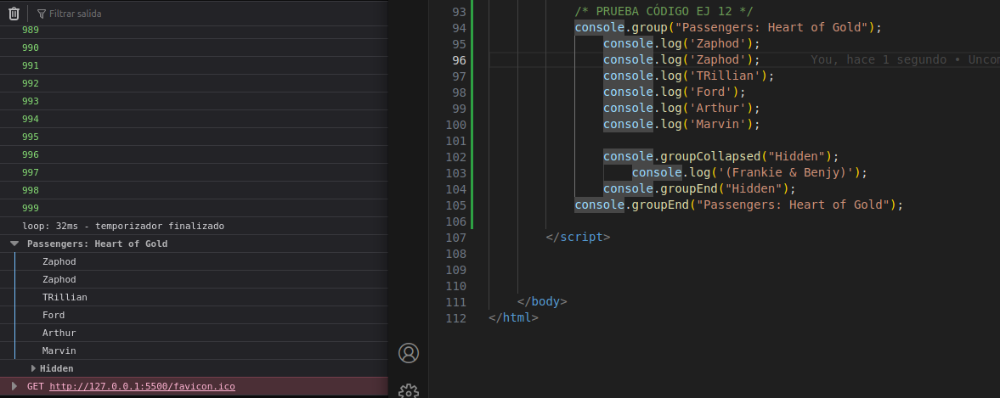 Filtrar salida
989
990
991
992
993
994
995
996
997
998
999
loop: 32ms - temporizador finalizado
Passengers: Heart of Gold
Zaphod
Zaphod
TRillian
Ford
Arthur
Marvin
Hidden
GET http://127.0.0.1:5500/favicon.ico
93 /* PRUEBA CÓDIGO EJ 12 */
94 console.group("Passengers: Heart of Gold");
95 console.log('Zaphod');
96 console.log('Zaphod'); You, hace 1 segundo • Uncom
97 console.log('TRillian');
98 console.log('Ford');
99 console.log('Arthur');
100 console.log('Marvin');
101
102 console.groupCollapsed("Hidden");
103 console.log('(Frankie & Benjy)');
104 console.groupEnd("Hidden");
105 console.groupEnd("Passengers: Heart of Gold");
106
107 </script>
108
109
110
111 </body>
112 </html>